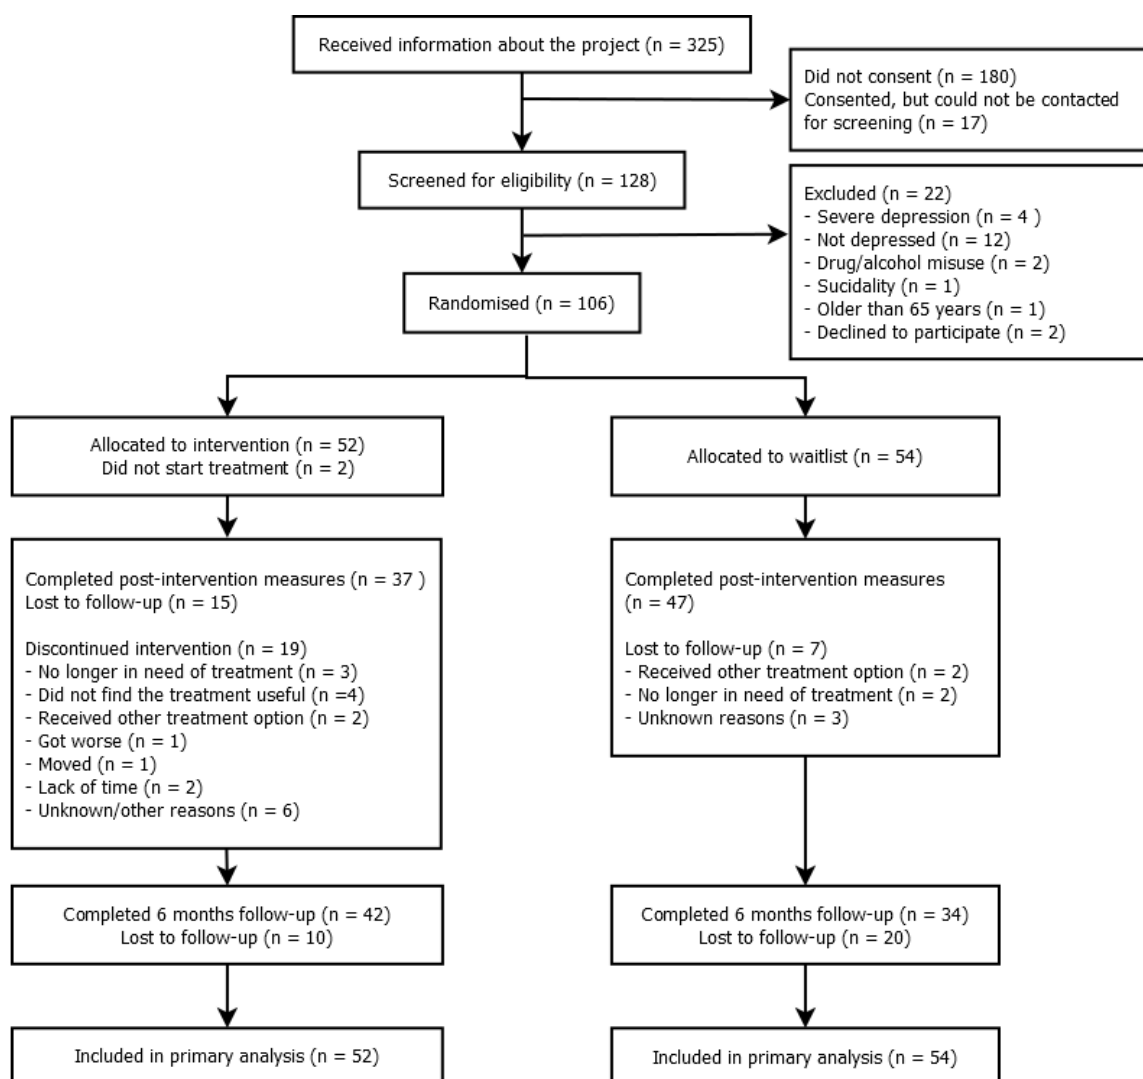 Received information about the project (n = 325)
Did not consent (n = 180)
Consented, but could not be contacted
for screening (n = 17)
Screened for eligibility (n = 128)
Excluded (n = 22)
- Severe depression (n = 4 )
- Not depressed (n = 12)
- Drug/alcohol misuse (n = 2)
- Sucidality (n = 1)
- Older than 65 years (n = 1)
- Declined to participate (n = 2)
Randomised (n = 106)
Allocated to intervention (n = 52)
Did not start treatment (n = 2)
Allocated to waitlist (n = 54)
Completed post-intervention measures (n = 37 )
Lost to follow-up (n = 15)
Discontinued intervention (n = 19)
- No longer in need of treatment (n = 3)
- Did not find the treatment useful (n =4)
- Received other treatment option (n = 2)
- Got worse (n = 1)
- Moved (n = 1)
- Lack of time (n = 2)
- Unknown/other reasons (n = 6)
Completed post-intervention measures
(n = 47)
Lost to follow-up (n = 7)
- Received other treatment option (n = 2)
- No longer in need of treatment (n = 2)
- Unknown reasons (n = 3)
Completed 6 months follow-up (n = 42)
Lost to follow-up (n = 10)
Completed 6 months follow-up (n = 34)
Lost to follow-up (n = 20)
Included in primary analysis (n = 52)
Included in primary analysis (n = 54)